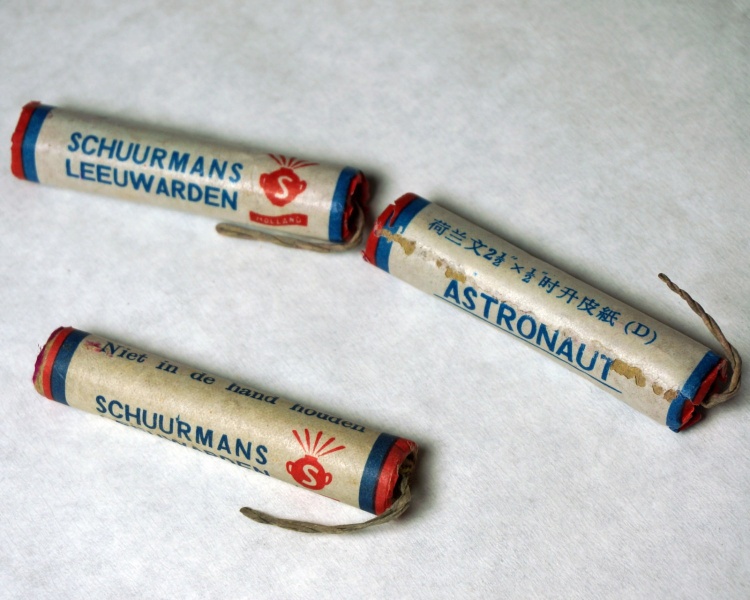 SCHUURMANS
LEEUWARDEN
S
HOLLAND
荷兰文2½"×½"时升皮紙(D)
ASTRONAUT
Niet in de hand houden
SCHUURMANS
LEEUWARDEN
S